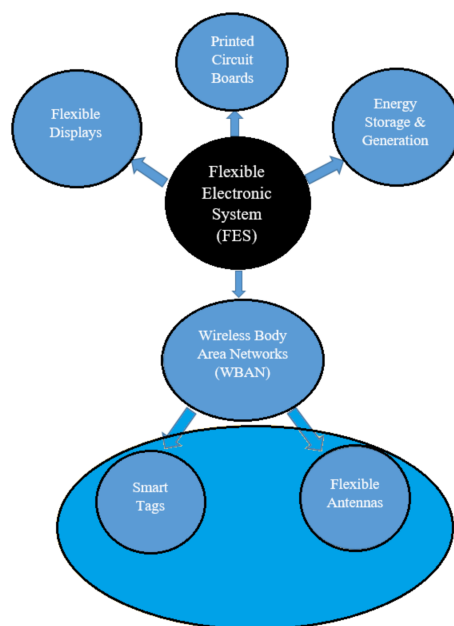 Printed
Circuit
Boards
Flexible
Displays
Energy
Storage &
Generation
Flexible
Electronic
System
(FES)
Wireless Body
Area Networks
(WBAN)
Smart
Tags
Flexible
Antennas